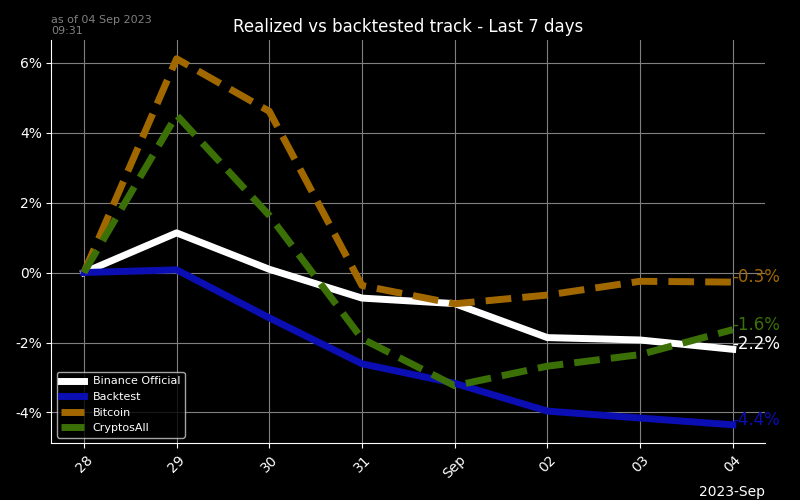 as of 04 Sep 2023
09:31
Realized vs backtested track - Last 7 days
6%
4%
2%
0%
-2%
-4%
-0.3%
-1.6%
-2.2%
-4.4%
Binance Official
Backtest
Bitcoin
CryptosAll
28
29
30
31
Sep
02
03
04
2023-Sep